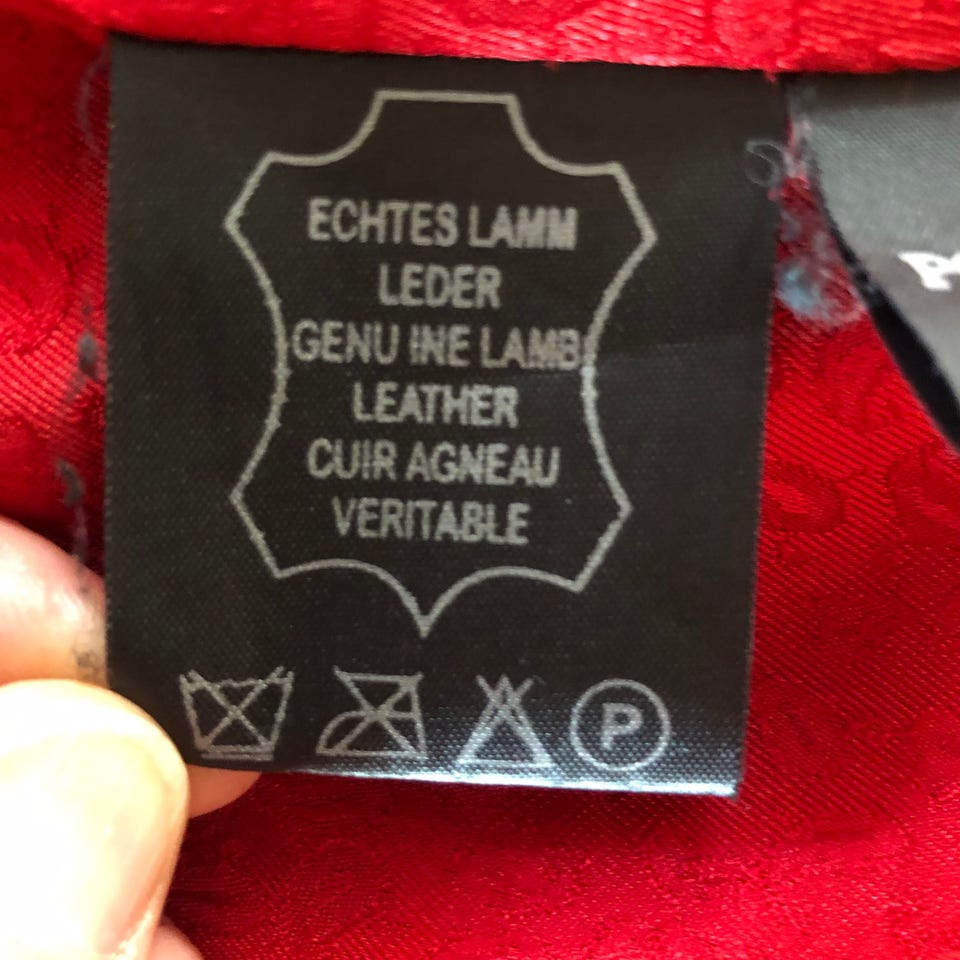 ECHTES LAMM
LEDER
GENU INE LAMB
LEATHER
CUIR AGNEAU
VERITABLE
P